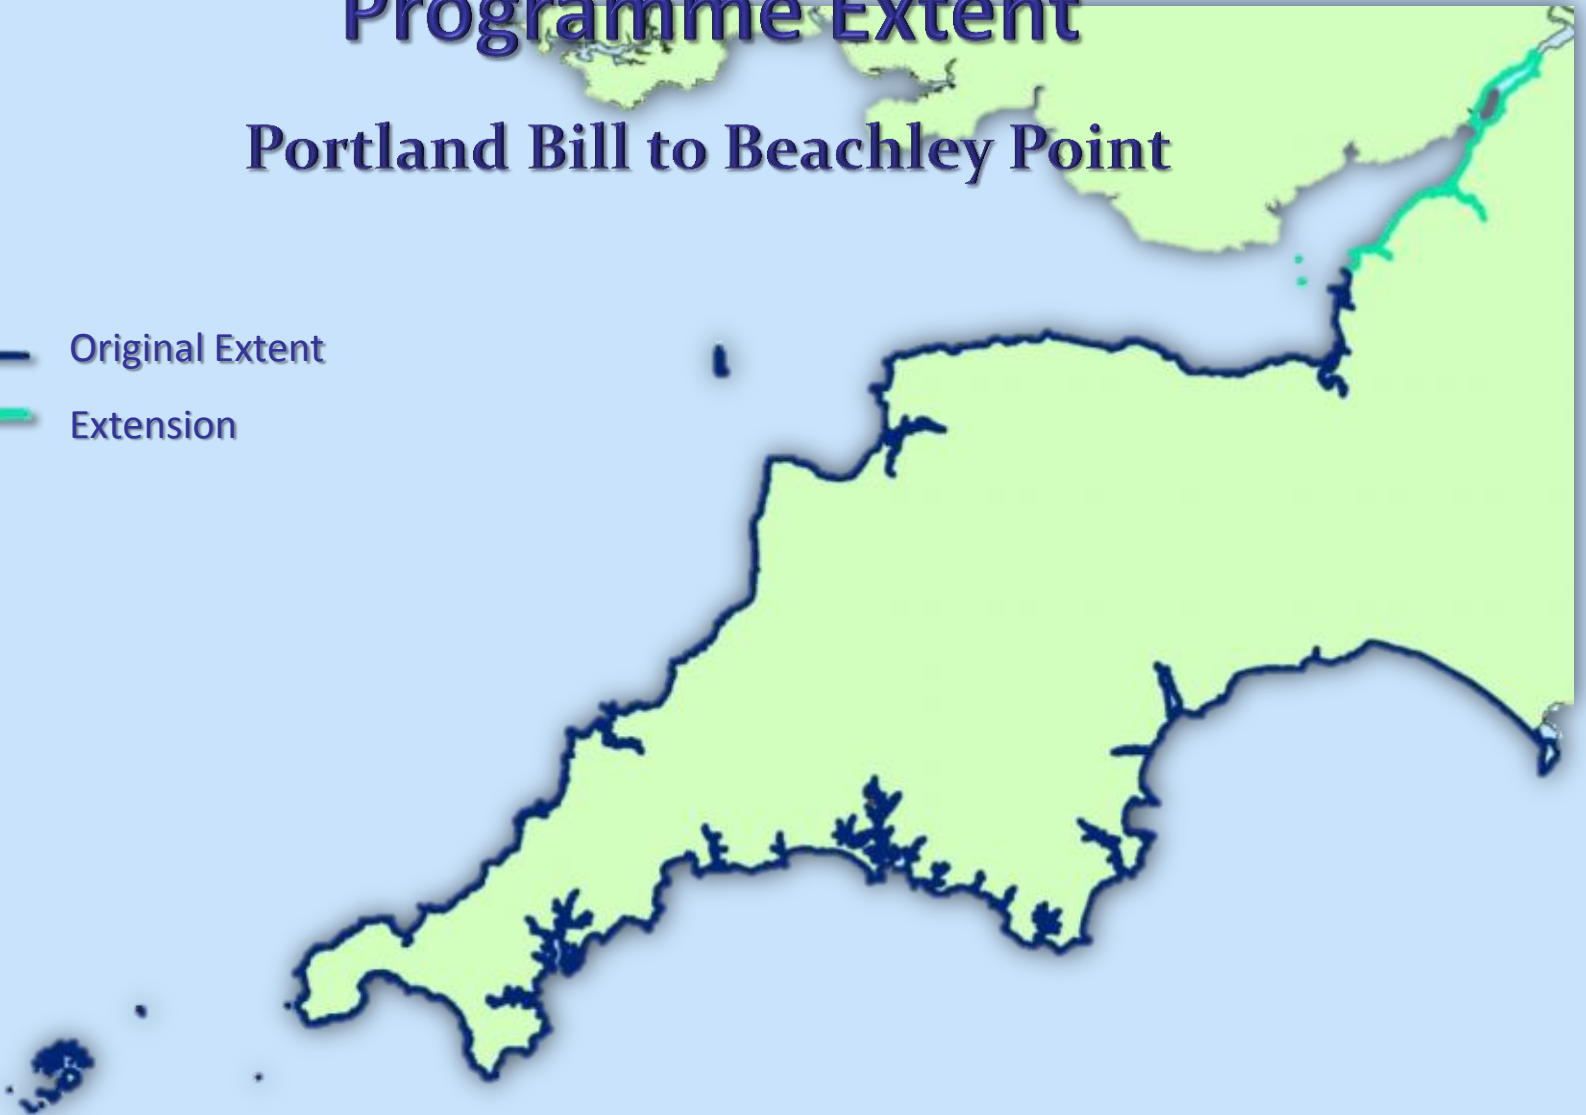 Programme Extent
Portland Bill to Beachley Point
Original Extent
Extension